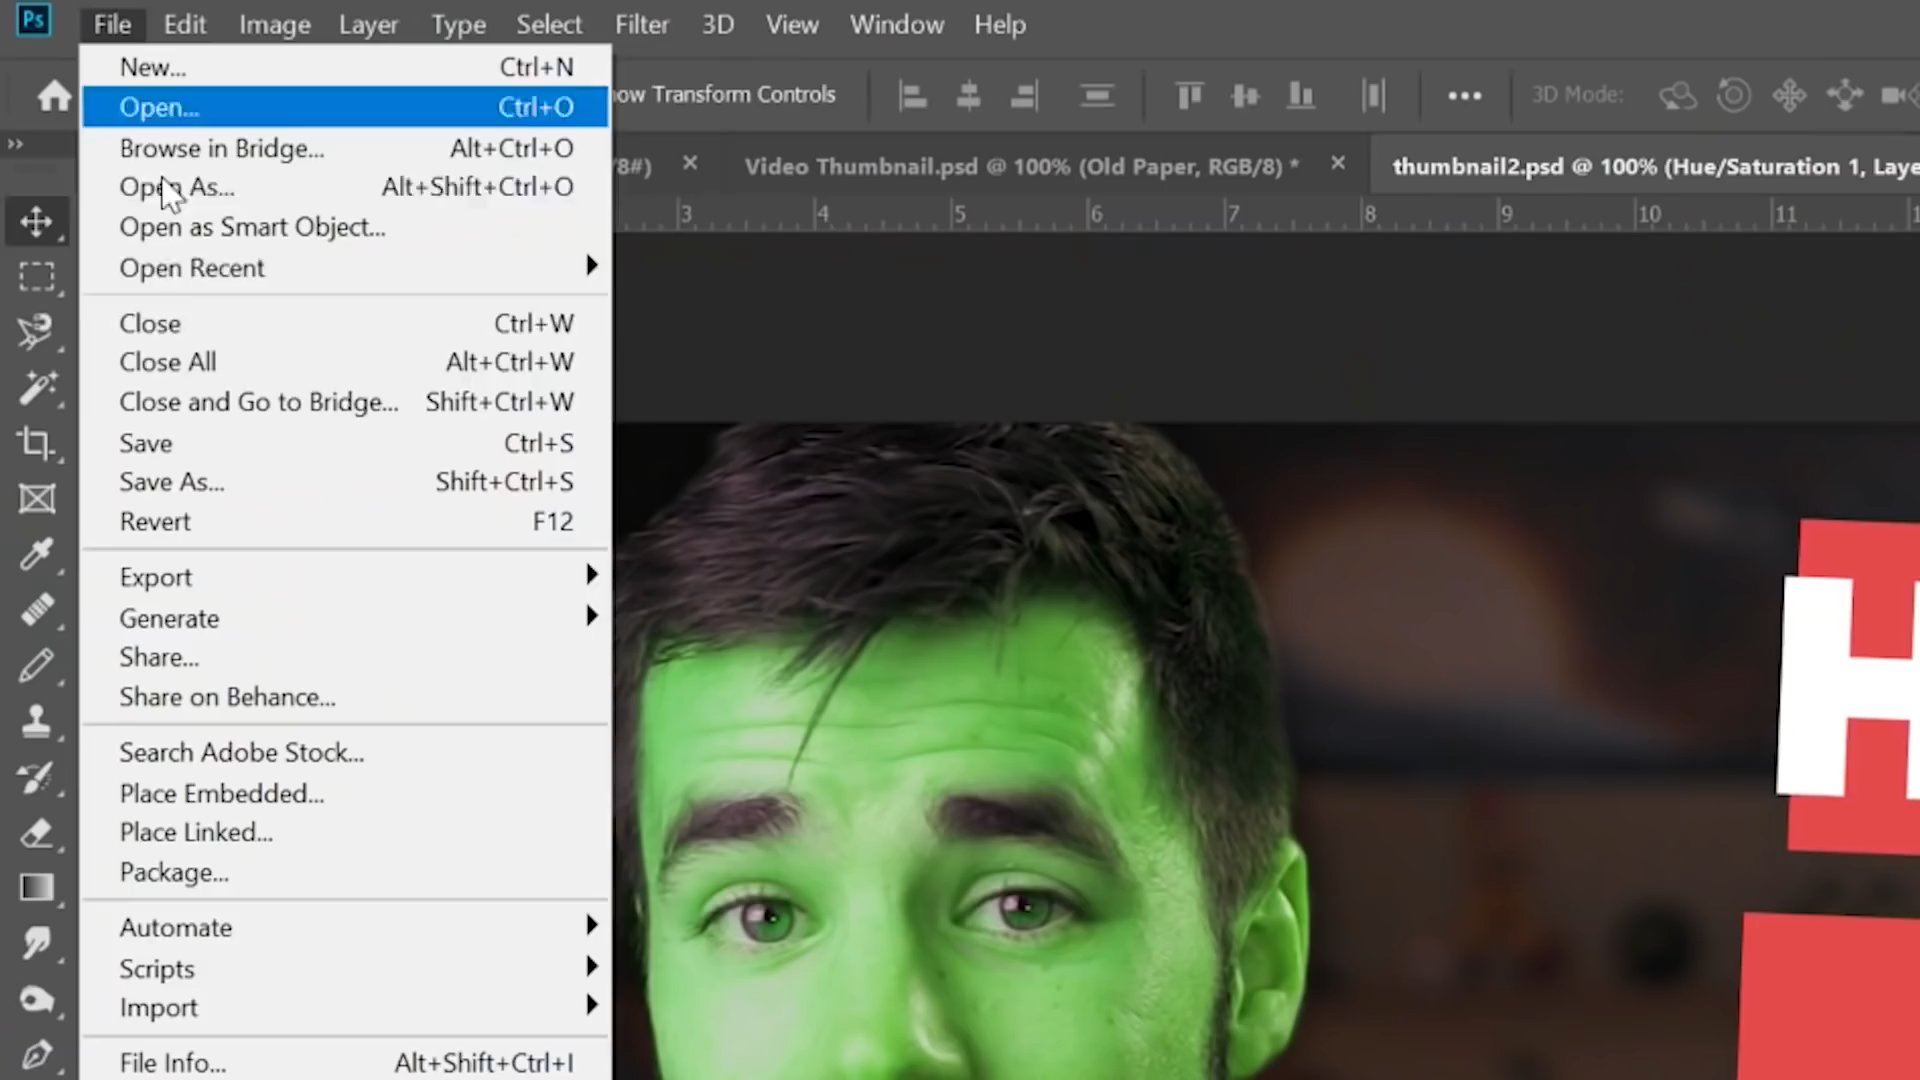 Ps File Edit Image Layer Type Select Filter 3D View Window Help
ow Transform Controls 3D Mode:
/8#) Video Thumbnail.psd @ 100% (Old Paper, RGB/8) * thumbnail2.psd @ 100% (Hue/Saturation 1, Laye
3 4 5 6 7 8 9 10 11 1
New... Ctrl+N
Open... Ctrl+O
Browse in Bridge... Alt+Ctrl+O
Open As... Alt+Shift+Ctrl+O
Open as Smart Object...
Open Recent
Close Ctrl+W
Close All Alt+Ctrl+W
Close and Go to Bridge... Shift+Ctrl+W
Save Ctrl+S
Save As... Shift+Ctrl+S
Revert F12
Export
Generate
Share...
Share on Behance...
Search Adobe Stock...
Place Embedded...
Place Linked...
Package...
Automate
Scripts
Import
File Info... Alt+Shift+Ctrl+I
H